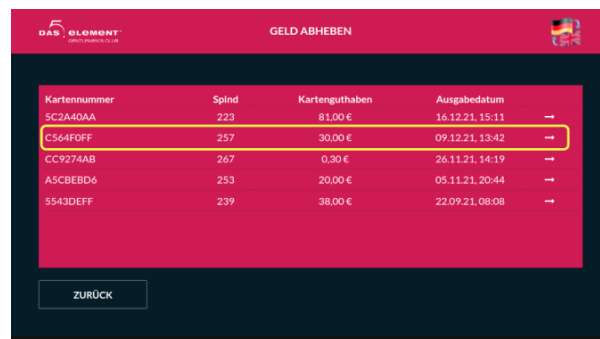 DAS 5. ELEMENT
GENTLEMEN'S CLUB
GELD ABHEBEN
Kartennummer Spind Kartenguthaben Ausgabedatum
5C2A40AA 223 81,00 € 16.12.21, 15:11 →
C564F0FF 257 30,00 € 09.12.21, 13:42 →
CC9274AB 267 0,30 € 26.11.21, 14:19 →
A5CBEBD6 253 20,00 € 05.11.21, 20:44 →
5543DEFF 239 38,00 € 22.09.21, 08:08 →
ZURÜCK